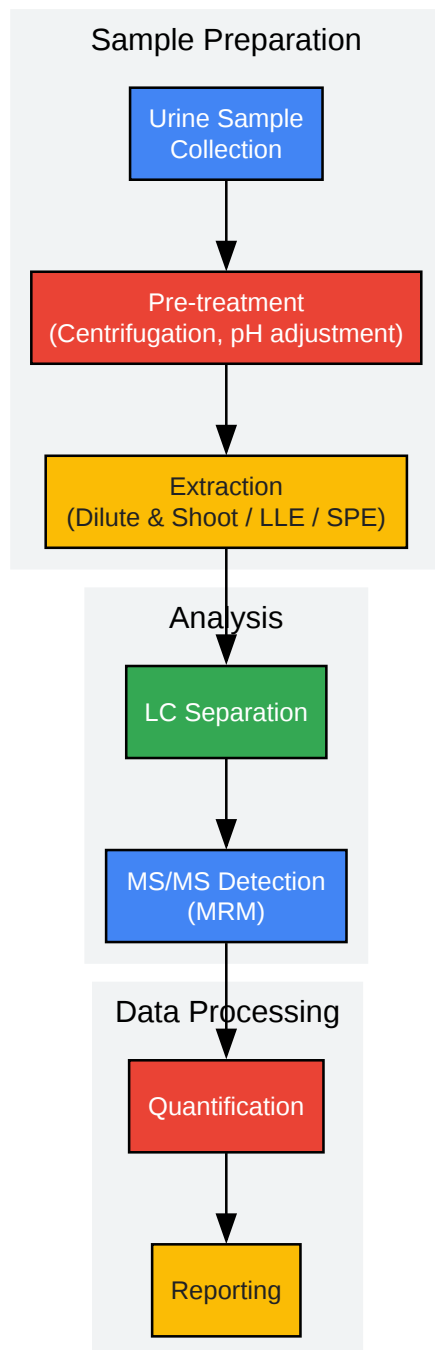 Sample Preparation
Urine Sample
Collection
Pre-treatment
(Centrifugation, pH adjustment)
Extraction
(Dilute & Shoot / LLE / SPE)
Analysis
LC Separation
MS/MS Detection
(MRM)
Data Processing
Quantification
Reporting